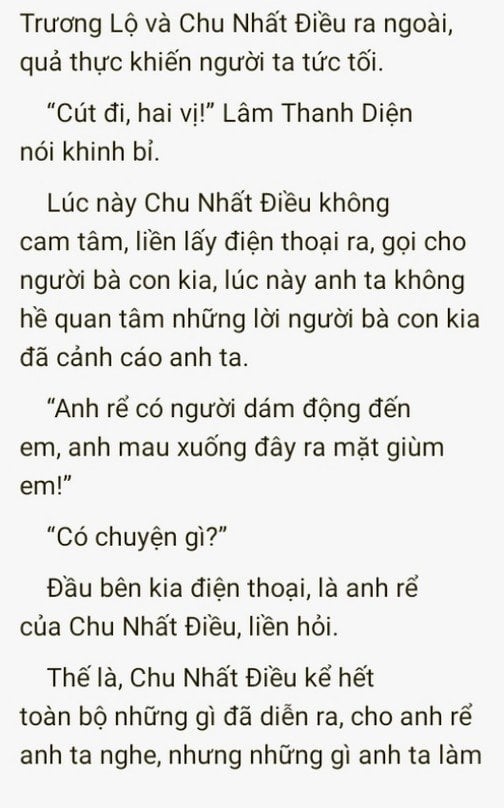 Trương Lộ và Chu Nhất Điều ra ngoài,
quả thực khiến người ta tức tối.
“Cút đi, hai vị!” Lâm Thanh Diện
nói khinh bỉ.
Lúc này Chu Nhất Điều không
cam tâm, liền lấy điện thoại ra, gọi cho
người bà con kia, lúc này anh ta không
hề quan tâm những lời người bà con kia
đã cảnh cáo anh ta.
“Anh rể có người dám động đến
em, anh mau xuống đây ra mặt giùm
em!”
“Có chuyện gì?”
Đầu bên kia điện thoại, là anh rể
của Chu Nhất Điều, liền hỏi.
Thế là, Chu Nhất Điều kể hết
toàn bộ những gì đã diễn ra, cho anh rể
anh ta nghe, nhưng những gì anh ta làm